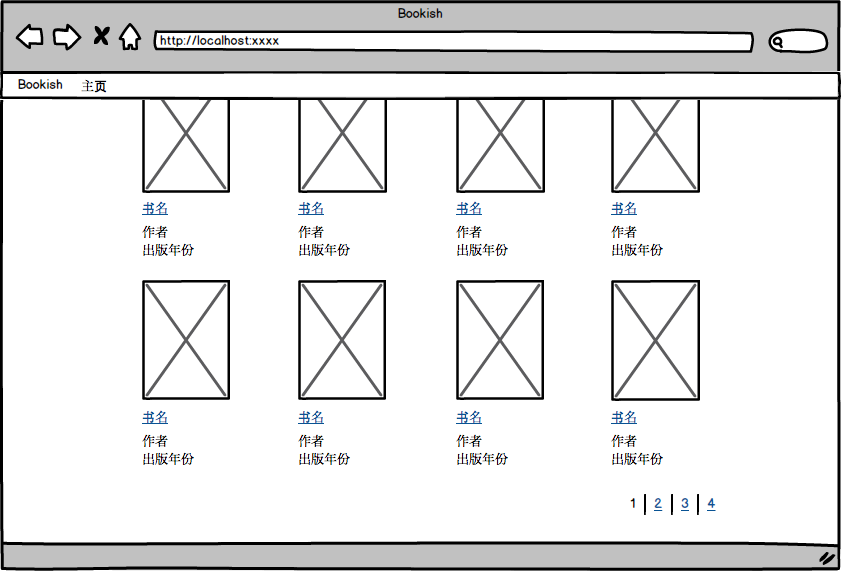 Bookish
http://localhost:xxxx
Bookish 主页
书名 书名 书名 书名
作者 作者 作者 作者
出版年份 出版年份 出版年份 出版年份
书名 书名 书名 书名
作者 作者 作者 作者
出版年份 出版年份 出版年份 出版年份
1 2 3 4